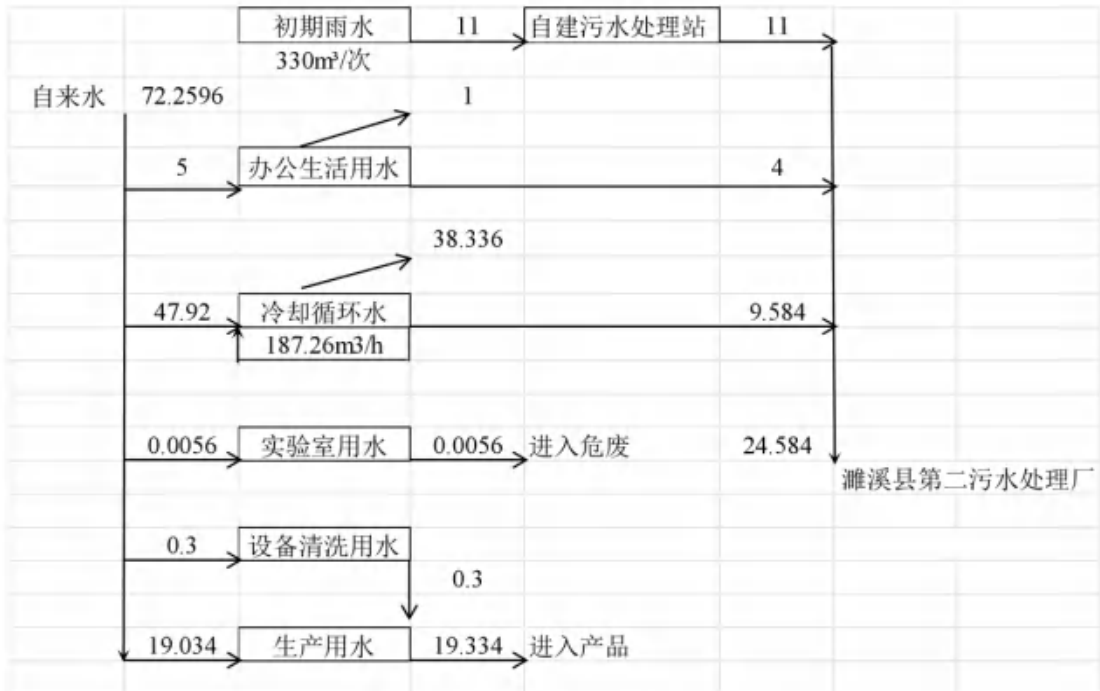 初期雨水 11 自建污水处理站 11
330m³/次
自来水 72.2596 1
5 办公生活用水 4
38.336
47.92 冷却循环水 9.584
187.26m3/h
0.0056 实验室用水 0.0056 进入危废 24.584
濉溪县第二污水处理厂
0.3 设备清洗用水
0.3
19.034 生产用水 19.334 进入产品